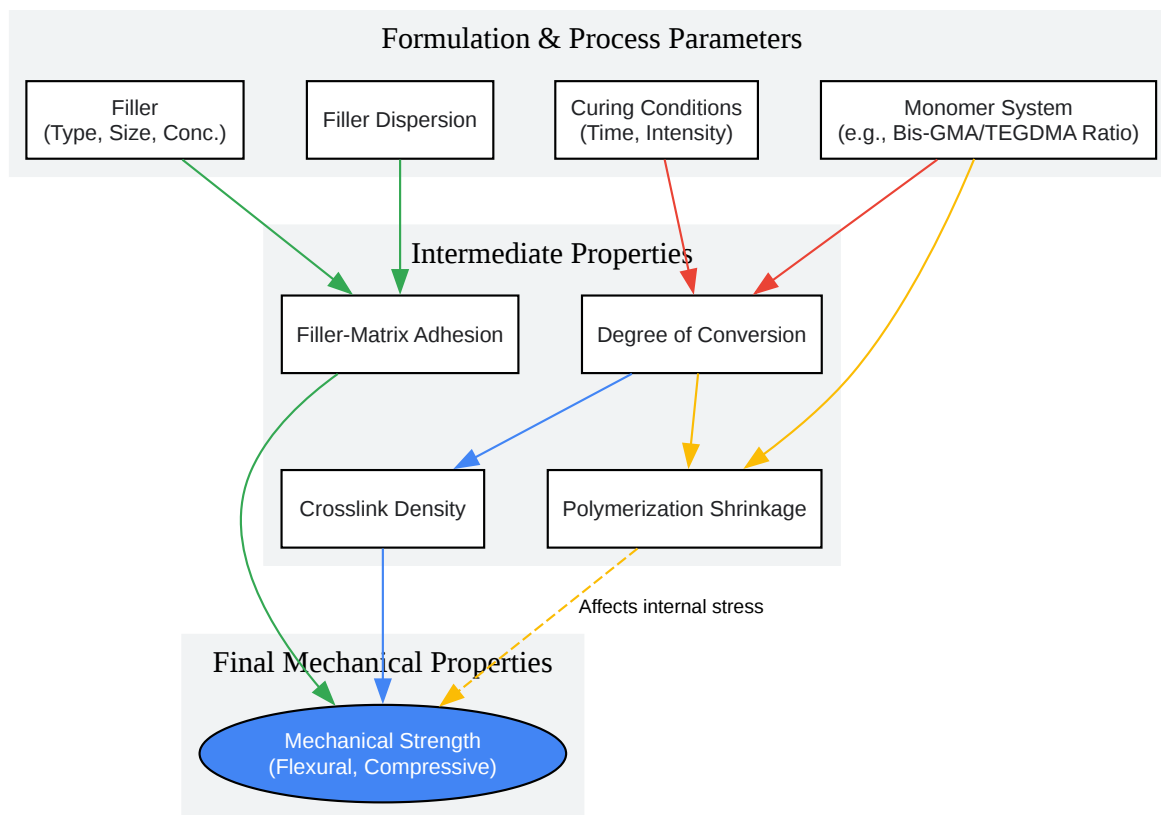 Formulation & Process Parameters
Filler
(Type, Size, Conc.)
Filler Dispersion
Curing Conditions
(Time, Intensity)
Monomer System
(e.g., Bis-GMA/TEGDMA Ratio)
Intermediate Properties
Filler-Matrix Adhesion
Degree of Conversion
Crosslink Density
Polymerization Shrinkage
Affects internal stress
Final Mechanical Properties
Mechanical Strength
(Flexural, Compressive)